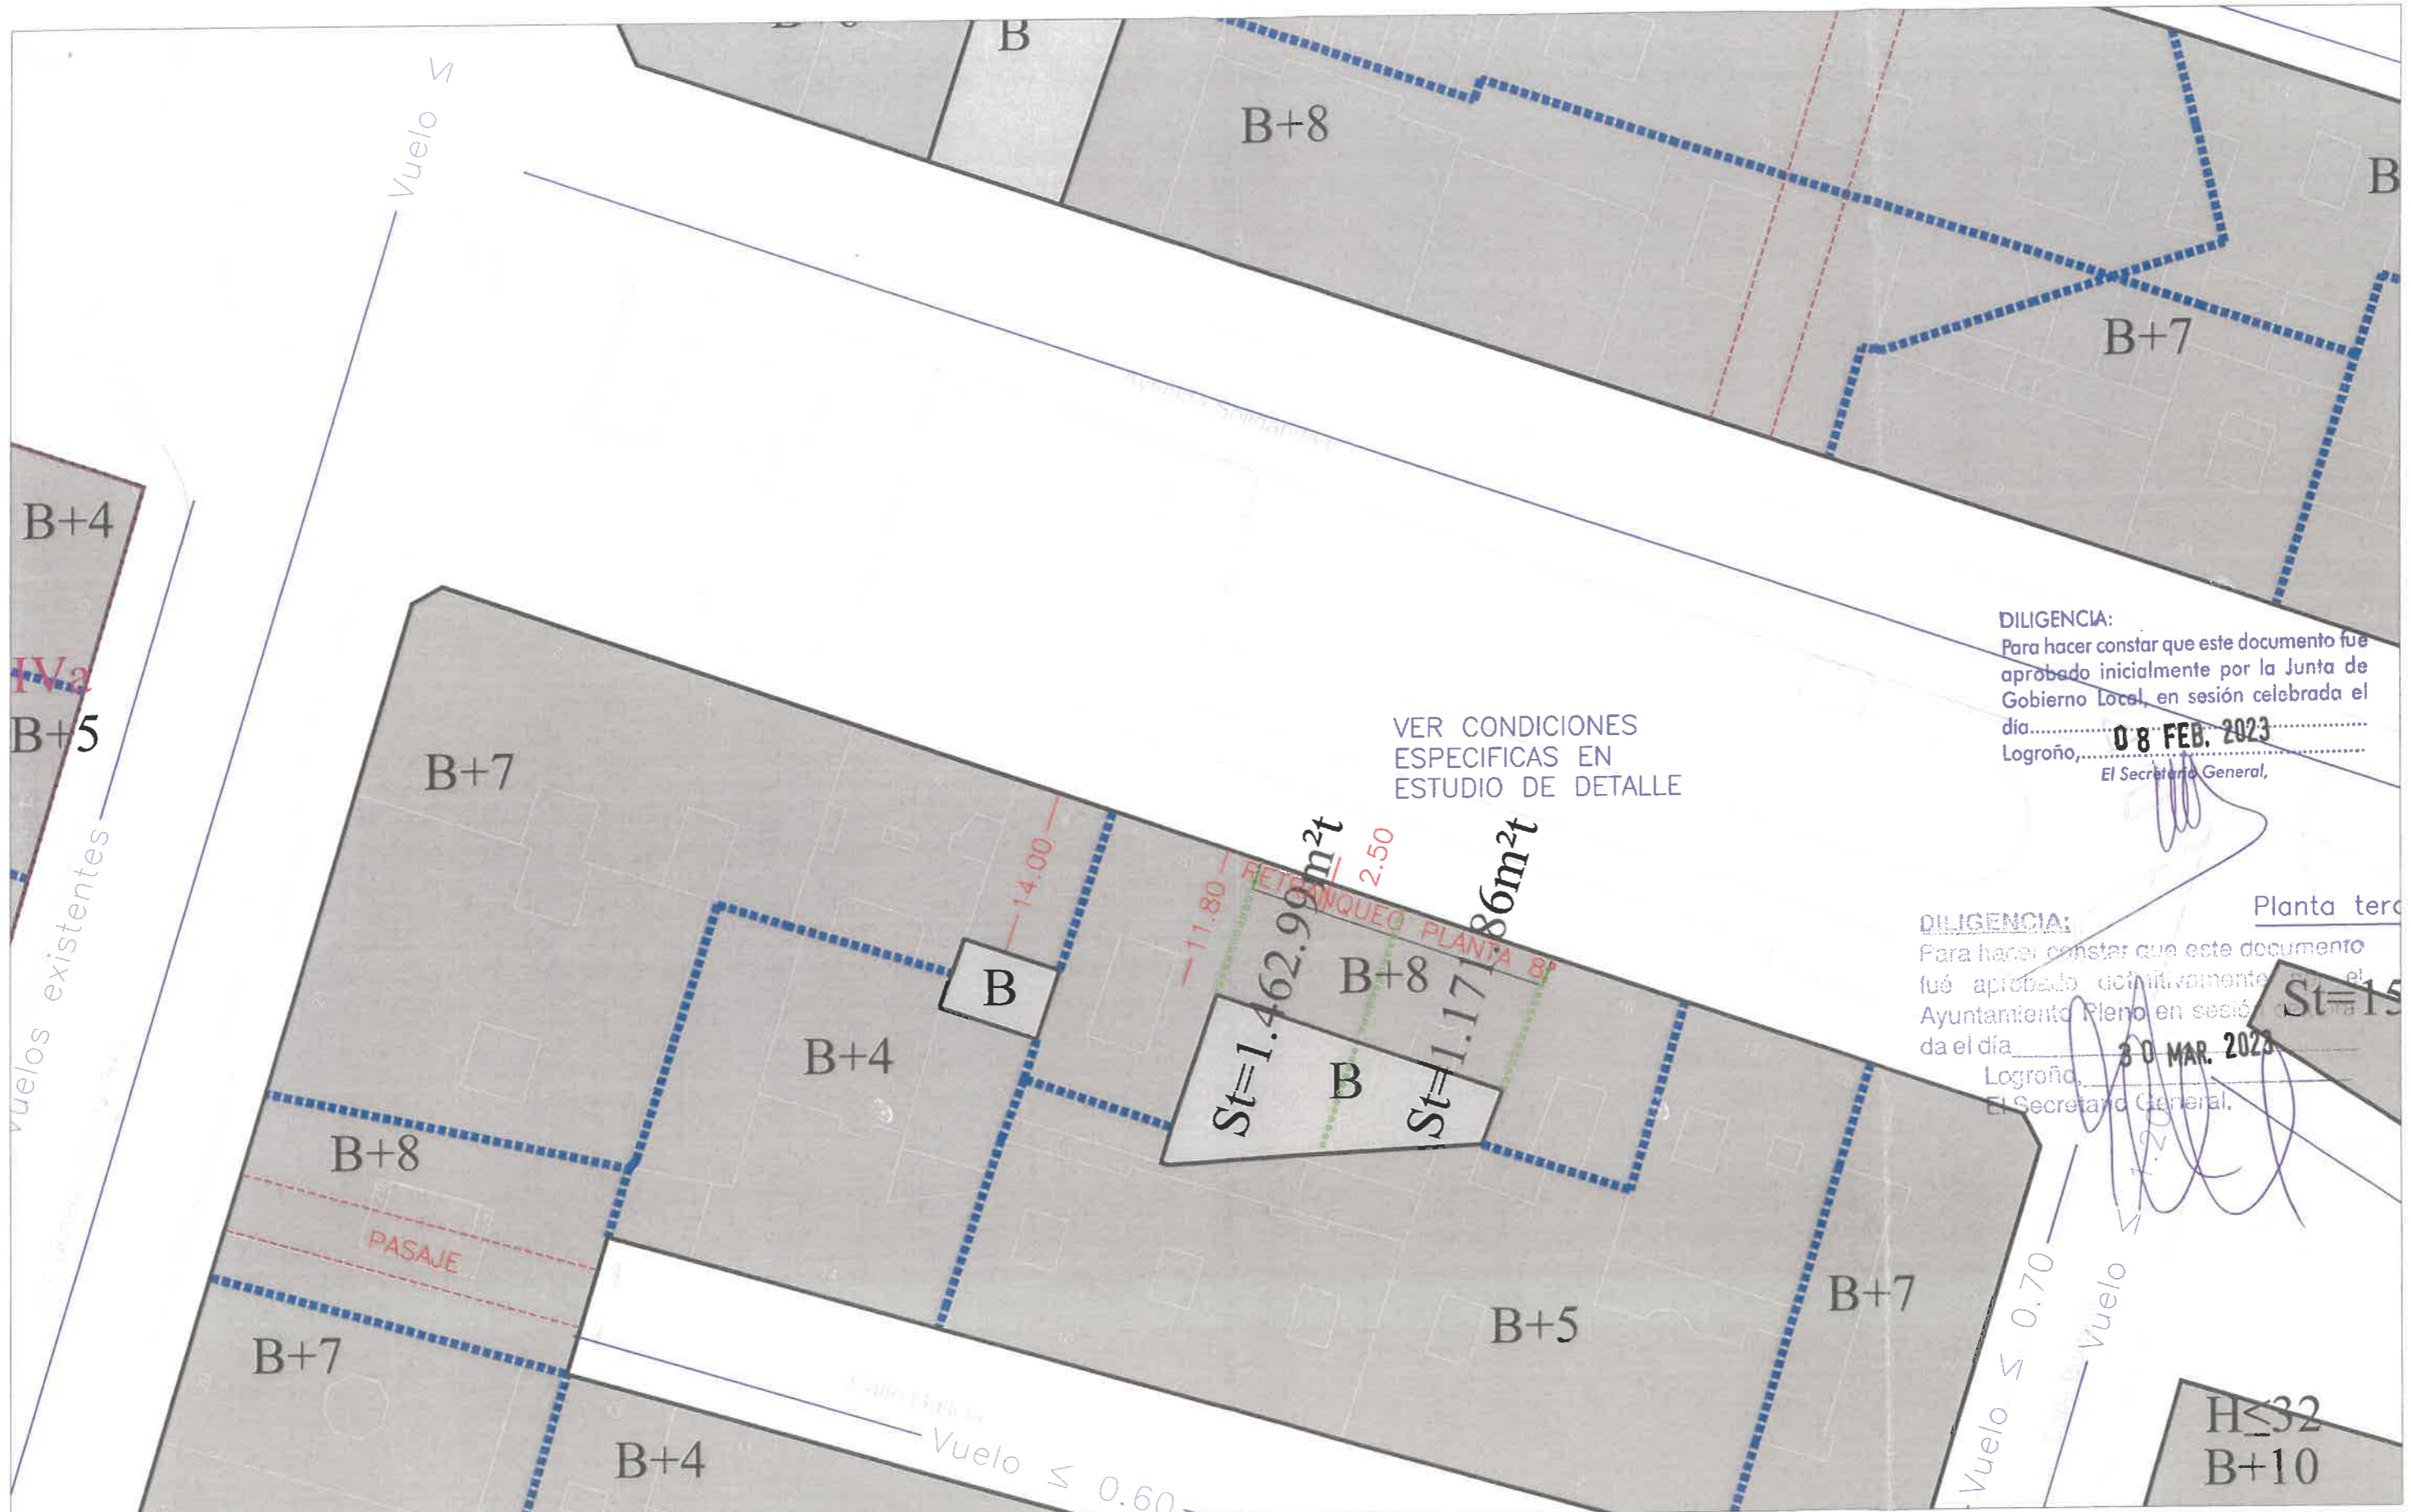 B
B+8
Vuelo ≤
B
B+7
B+4
IVa
B+5
DILIGENCIA:
Para hacer constar que este documento fue
aprobado inicialmente por la Junta de
Gobierno Local, en sesión celebrada el
día
08 FEB. 2023
Logroño,
El Secretario General,
VER CONDICIONES
ESPECIFICAS EN
ESTUDIO DE DETALLE
B+7
14.00
11.80
RETRANQUEO PLANTA 8ª
2.50
St=1.462.99m²t
St=1.171.86m²t
B+8
B
B
B+4
Planta
DILIGENCIA:
Para hacer constar que este documento
fué aprobado definitivamente el
Ayuntamiento Pleno en sesión
da el día
30 MAR. 2023
Logroño,
El Secretario General,
St=15
vuelos existentes
B+8
PASAJE
B+7
B+5
B+7
Vuelo ≤ 0.70
Vuelo ≤
B+4
Vuelo ≤ 0.60
H≤32
B+10